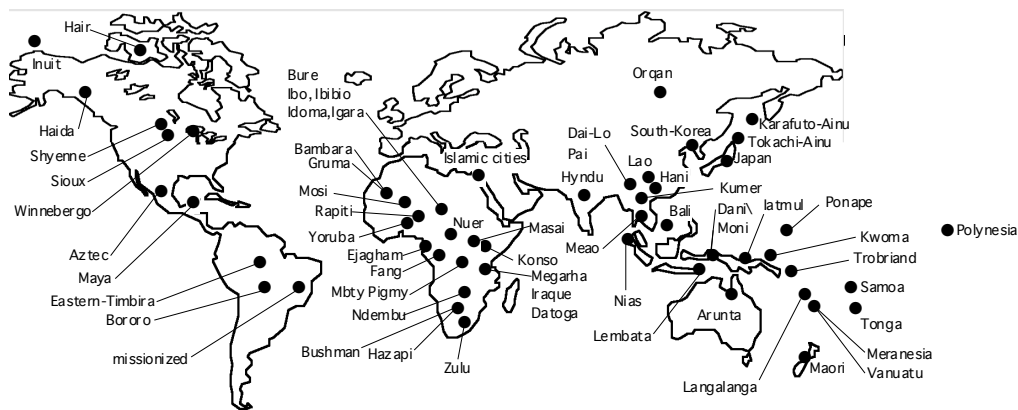 Hair
Inuit
Haida
Shyenne
Sioux
Winnebergo
Aztec
Maya
Eastern-Timbira
Bororo
missionized
Bure
Ibo, Ibibio
Idoma,Igara
Bambara
Gruma
Mosi
Rapiti
Yoruba
Ejagham
Fang
Mbty Pigmy
Ndembu
Bushman
Hazapi
Zulu
Islamic cities
Nuer
Masai
Konso
Megarha
Iraque
Datoga
Orqan
Dai-Lo
Pai
South-Korea
Karafuto-Ainu
Tokachi-Ainu
Japan
Lao
Hani
Hyndu
Kumer
Meao
Bali
Dani\
Moni
Iatmul
Ponape
Polynesia
Kwoma
Trobriand
Samoa
Tonga
Nias
Lembata
Arunta
Meranesia
Vanuatu
Langalanga
Maori